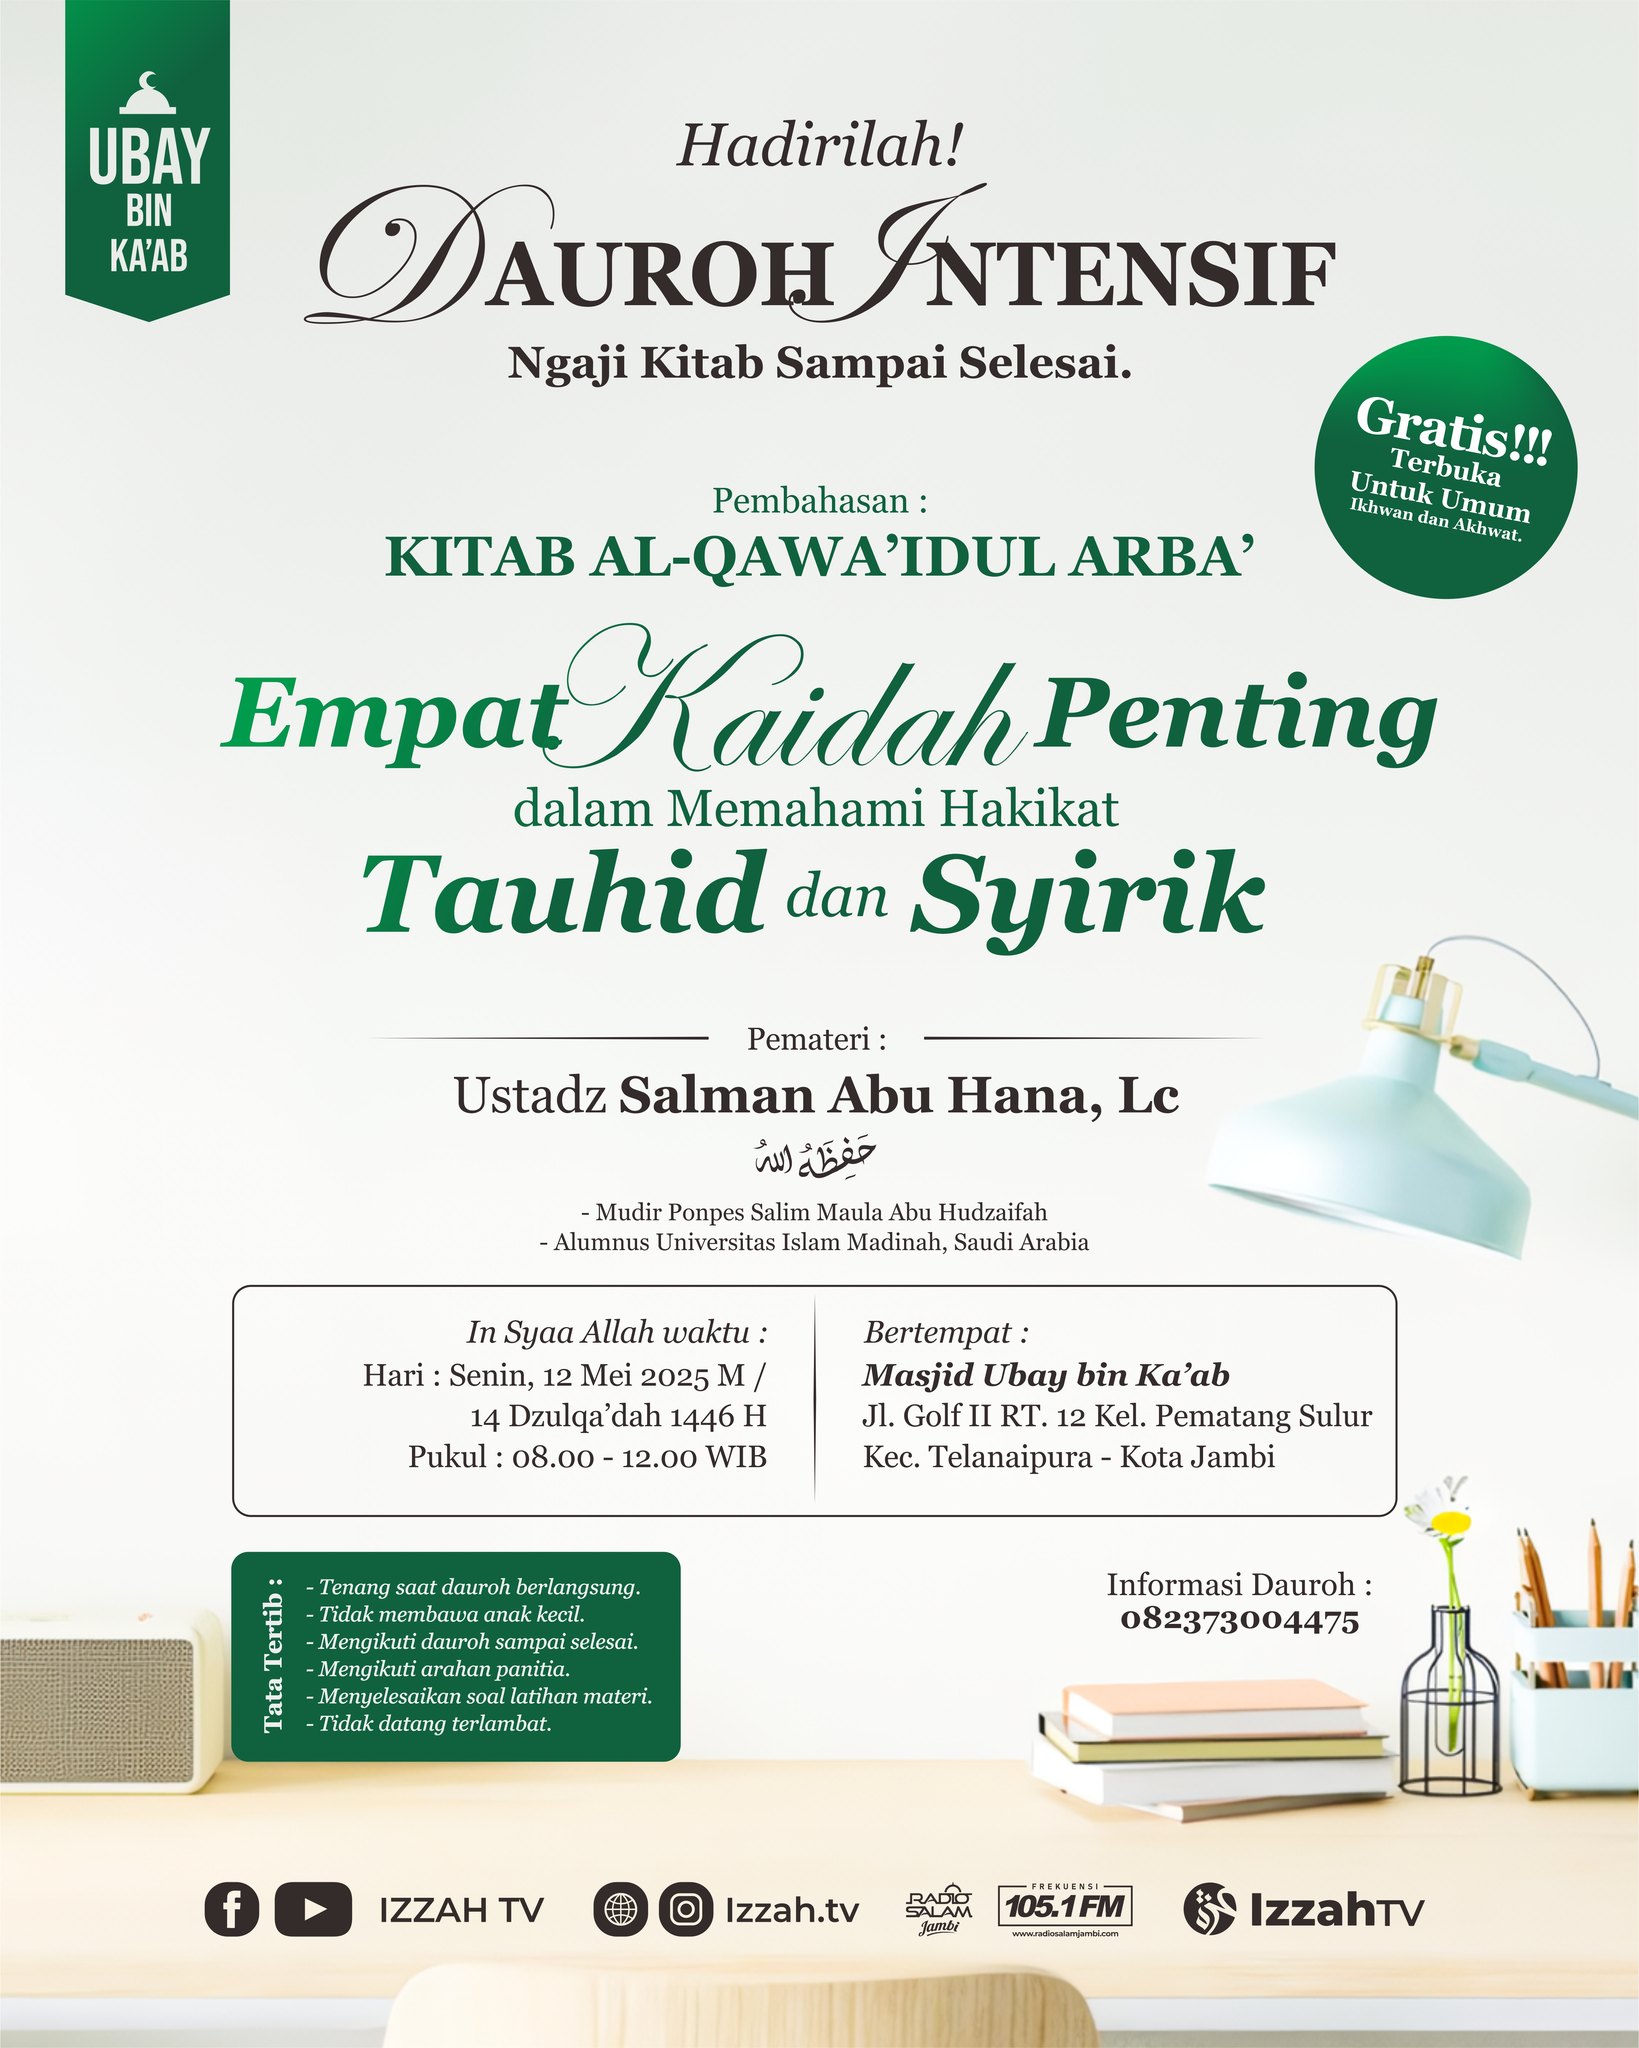 UBAY
BIN
KA'AB
Hadirilah!
DAUROH INTENSIF
Ngaji Kitab Sampai Selesai.
Gratis!!!
Terbuka
Untuk Umum
Ikhwan dan Akhwat.
Pembahasan :
KITAB AL-QAWA'IDUL ARBA'
Empat Kaidah Penting
dalam Memahami Hakikat
Tauhid dan Syirik
Pemateri :
Ustadz Salman Abu Hana, Lc
حَفِظَهُ اللهُ
- Mudir Ponpes Salim Maula Abu Hudzaifah
- Alumnus Universitas Islam Madinah, Saudi Arabia
In Syaa Allah waktu :
Hari : Senin, 12 Mei 2025 M /
14 Dzulqa'dah 1446 H
Pukul : 08.00 - 12.00 WIB
Bertempat :
Masjid Ubay bin Ka'ab
Jl. Golf II RT. 12 Kel. Pematang Sulur
Kec. Telanaipura - Kota Jambi
Tata Tertib :
- Tenang saat dauroh berlangsung.
- Tidak membawa anak kecil.
- Mengikuti dauroh sampai selesai.
- Mengikuti arahan panitia.
- Menyelesaikan soal latihan materi.
- Tidak datang terlambat.
Informasi Dauroh :
082373004475
IZZAH TV
Izzah.tv
RADIO
SALAM
Jambi
FREKUENSI
105.1 FM
www.radiosalamjambi.com
IzzahTV